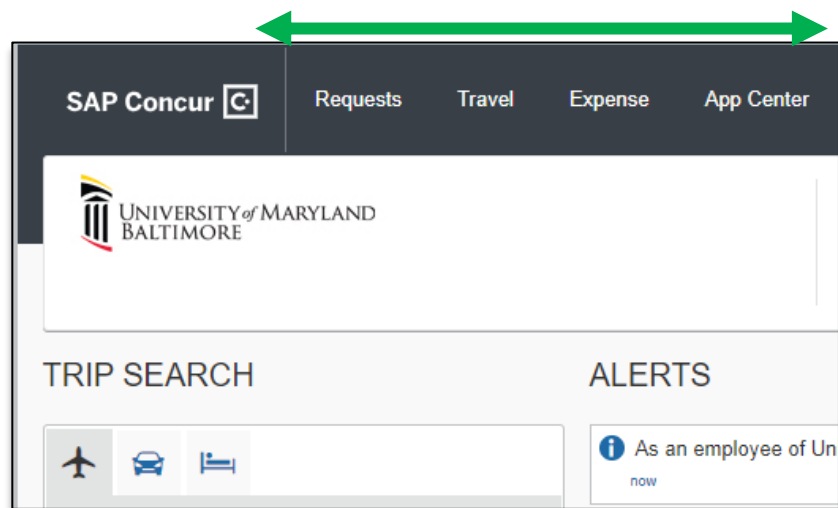 SAP Concur C Requests Travel Expense App Center
UNIVERSITY of MARYLAND
BALTIMORE
TRIP SEARCH
ALERTS
As an employee of Un
now